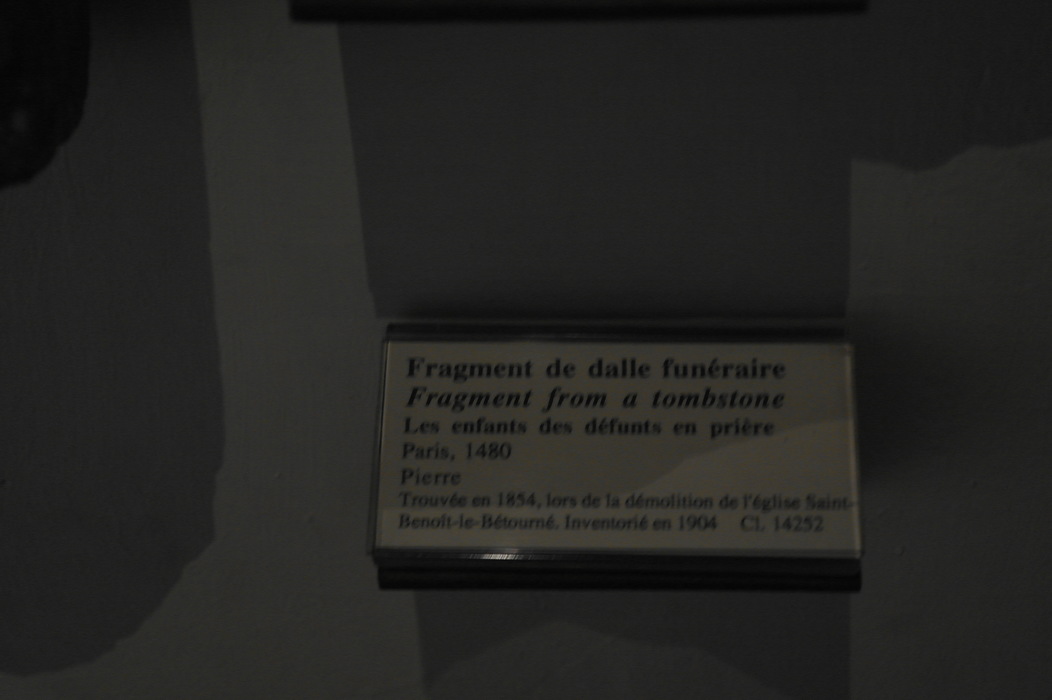 Fragment de dalle funéraire
Fragment from a tombstone
Les enfants des défunts en prière
Paris, 1480
Pierre
Trouvée en 1854, lors de la démolition de l'église Saint-
Benoît-le-Bétourné. Inventorié en 1904 Cl. 14252